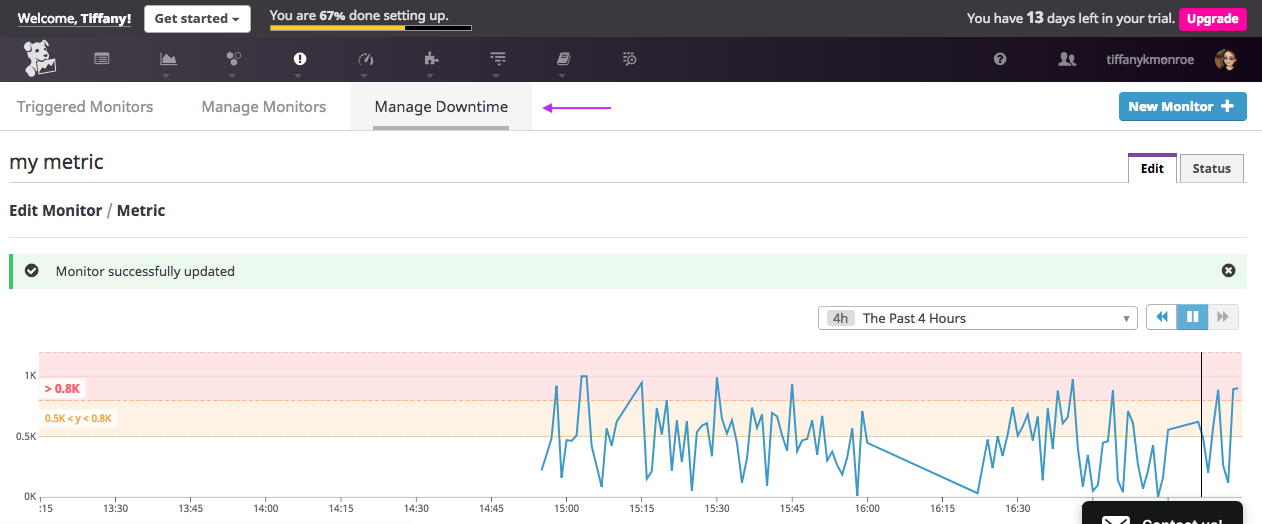 Welcome, Tiffany!
Get started
You are 67% done setting up.
You have 13 days left in your trial.
Upgrade
tiffanykmonroe
Triggered Monitors
Manage Monitors
Manage Downtime
New Monitor +
my metric
Edit
Status
Edit Monitor / Metric
Monitor successfully updated
4h The Past 4 Hours
1K
> 0.8K
0.5K < y < 0.8K
0.5K
0K
:15 13:30 13:45 14:00 14:15 14:30 14:45 15:00 15:15 15:30 15:45 16:00 16:15 16:30
Contact us!